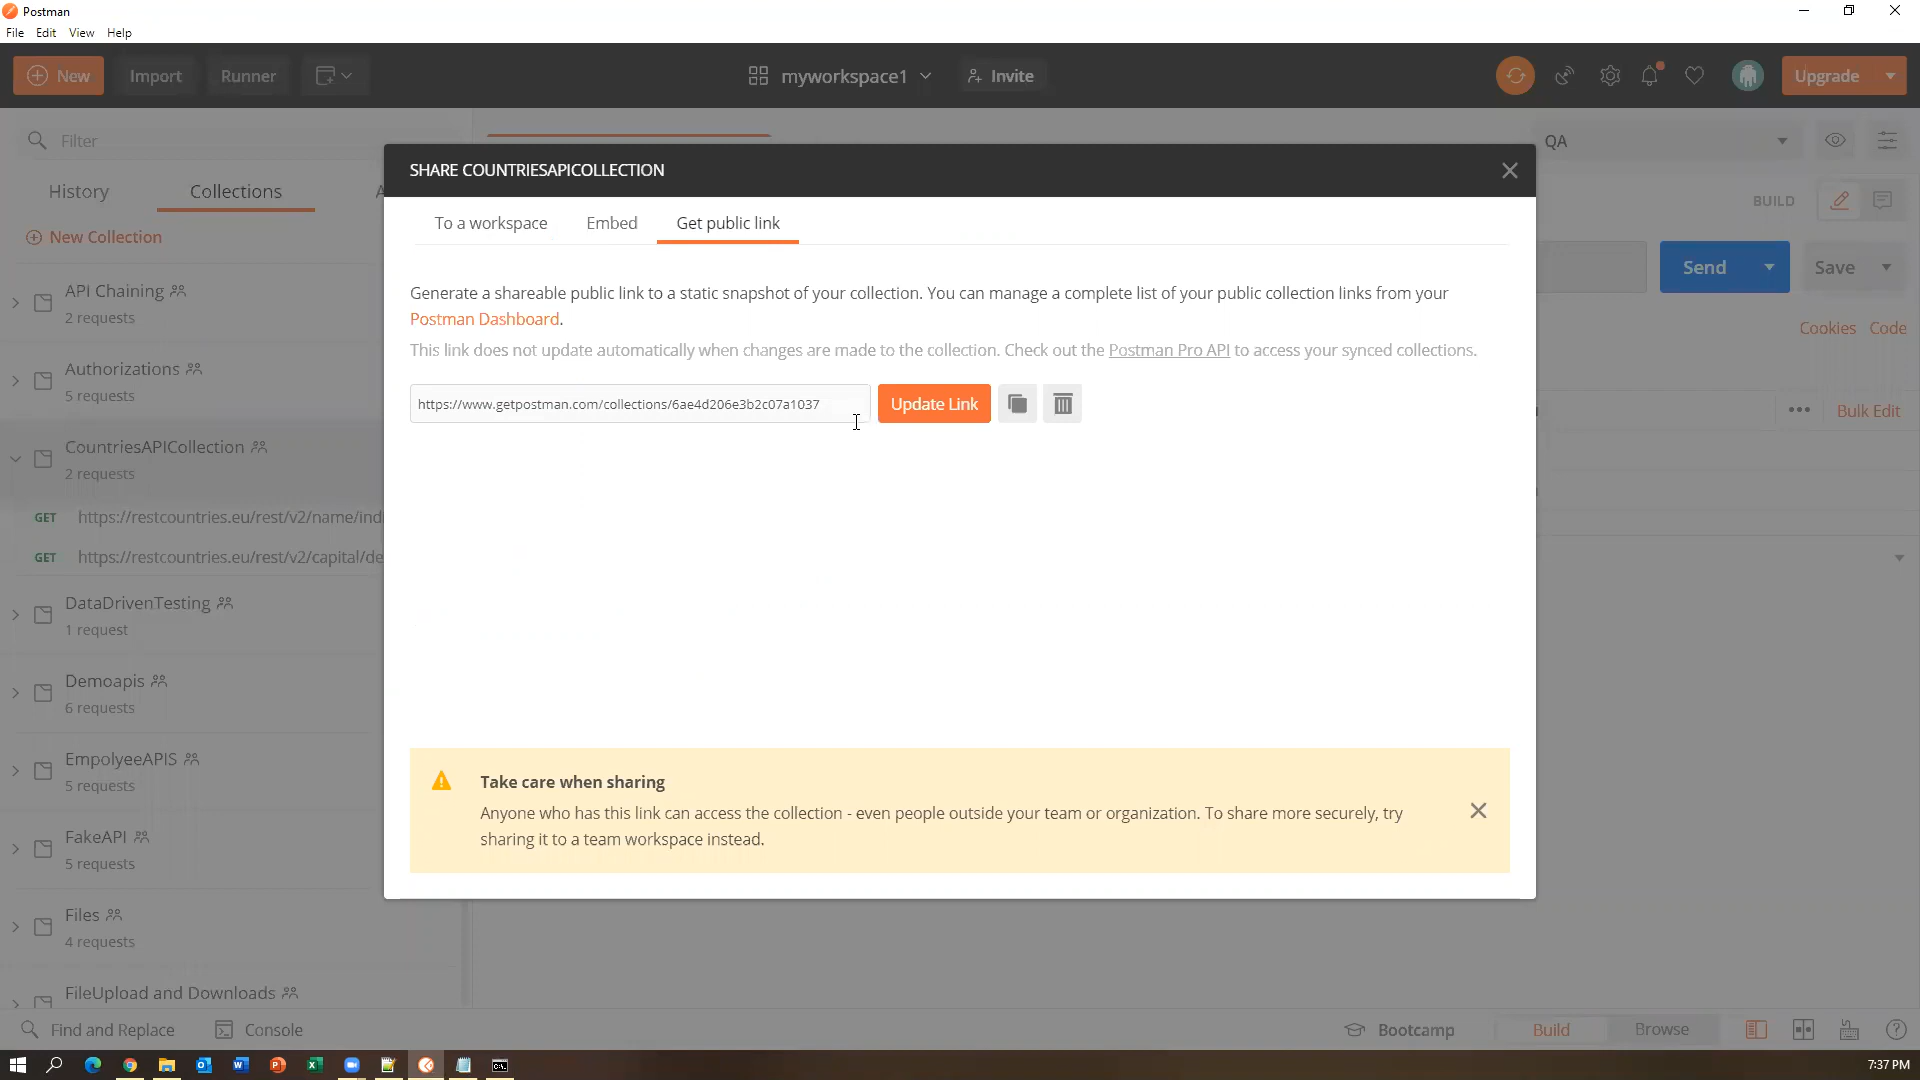 Postman
File Edit View Help
New Import Runner myworkspace1 Invite Upgrade
Filter
QA
History Collections A
BUILD
New Collection
SHARE COUNTRIESAPICOLLECTION
To a workspace Embed Get public link
Generate a shareable public link to a static snapshot of your collection. You can manage a complete list of your public collection links from your
Postman Dashboard.
This link does not update automatically when changes are made to the collection. Check out the Postman Pro API to access your synced collections.
https://www.getpostman.com/collections/6ae4d206e3b2c07a1037 Update Link
Take care when sharing
Anyone who has this link can access the collection - even people outside your team or organization. To share more securely, try
sharing it to a team workspace instead.
API Chaining
2 requests
Authorizations
5 requests
CountriesAPICollection
2 requests
GET https://restcountries.eu/rest/v2/name/ind
GET https://restcountries.eu/rest/v2/capital/de
DataDrivenTesting
1 request
Demoapis
6 requests
EmpolyeeAPIS
5 requests
FakeAPI
5 requests
Files
4 requests
FileUpload and Downloads
Send Save
Cookies Code
Bulk Edit
Find and Replace Console Bootcamp Build Browse
7:37 PM